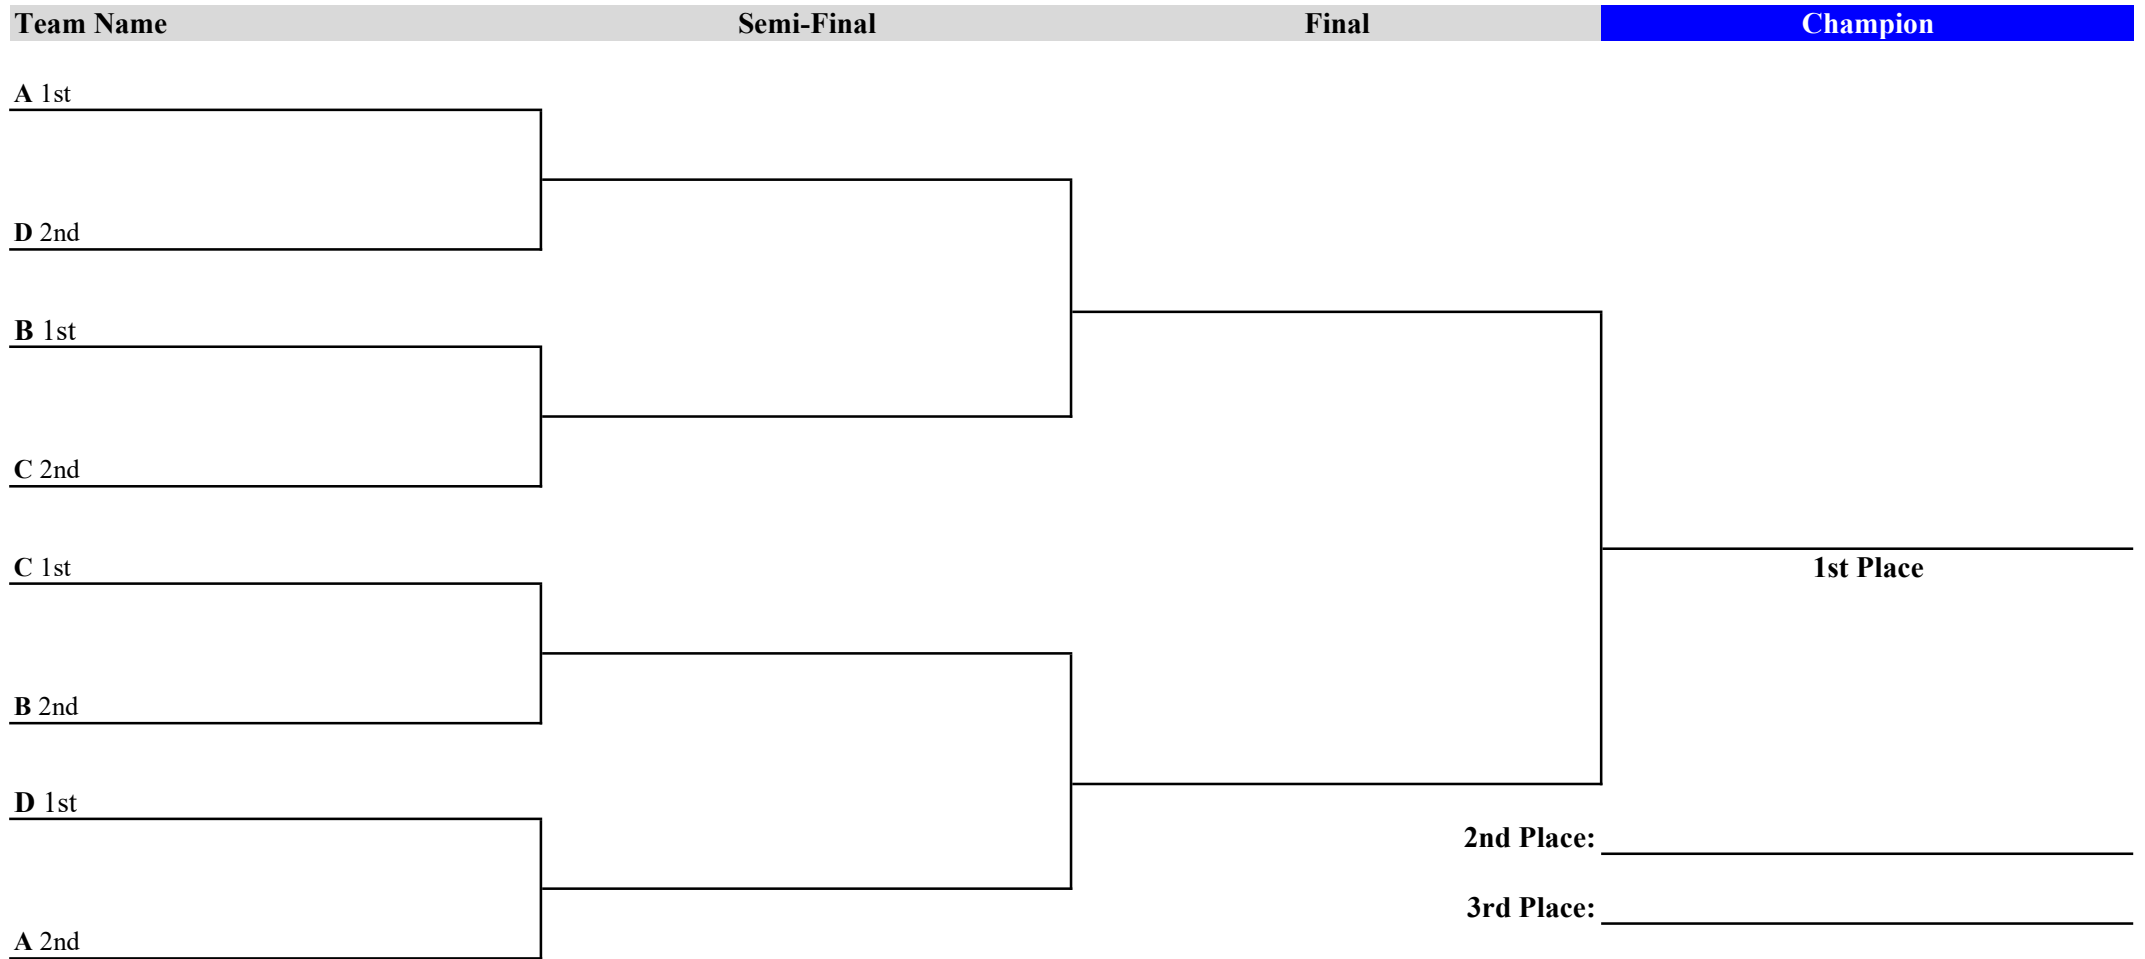 Team Name Semi-Final Final Champion
A 1st
D 2nd
B 1st
C 2nd
C 1st
1st Place
B 2nd
D 1st
2nd Place:
3rd Place:
A 2nd